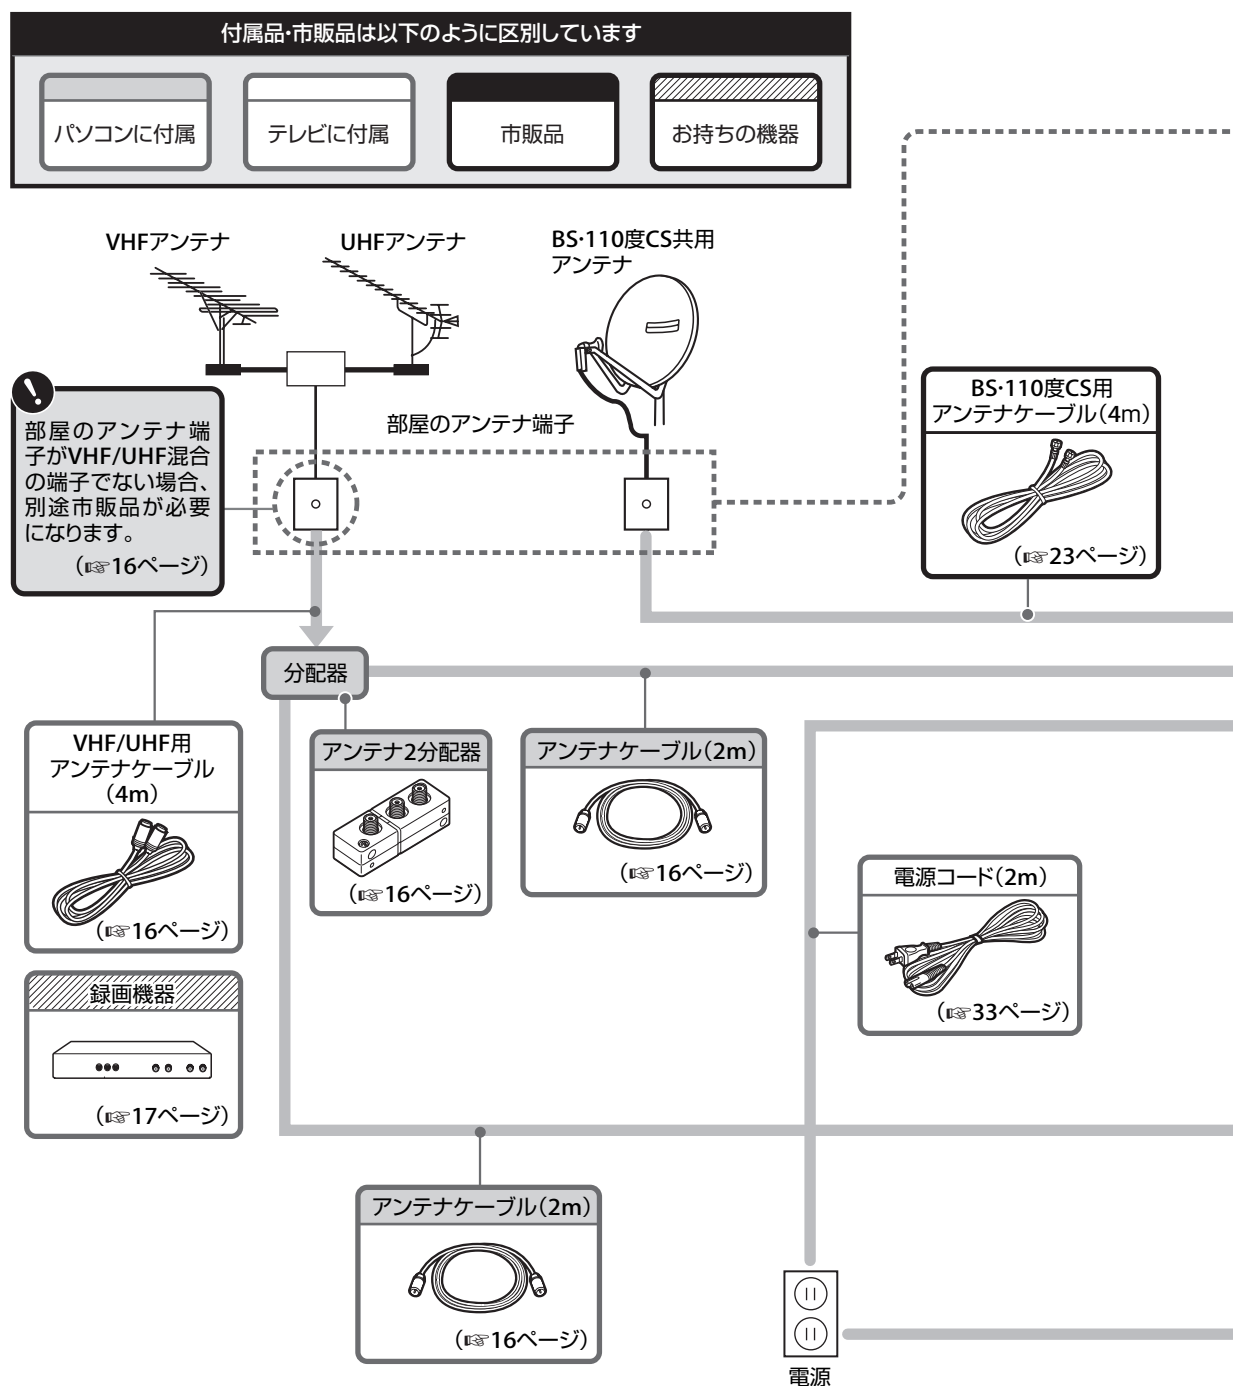 付属品・市販品は以下のように区別しています
パソコンに付属
テレビに付属
市販品
お持ちの機器
VHFアンテナ
UHFアンテナ
BS・110度CS共用
アンテナ
部屋のアンテナ端
子がVHF/UHF混合
の端子でない場合、
別途市販品が必要
になります。
(☞16ページ)
部屋のアンテナ端子
BS・110度CS用
アンテナケーブル(4m)
(☞23ページ)
分配器
VHF/UHF用
アンテナケーブル
(4m)
(☞16ページ)
アンテナ2分配器
(☞16ページ)
アンテナケーブル(2m)
(☞16ページ)
電源コード(2m)
(☞33ページ)
録画機器
(☞17ページ)
アンテナケーブル(2m)
(☞16ページ)
電源